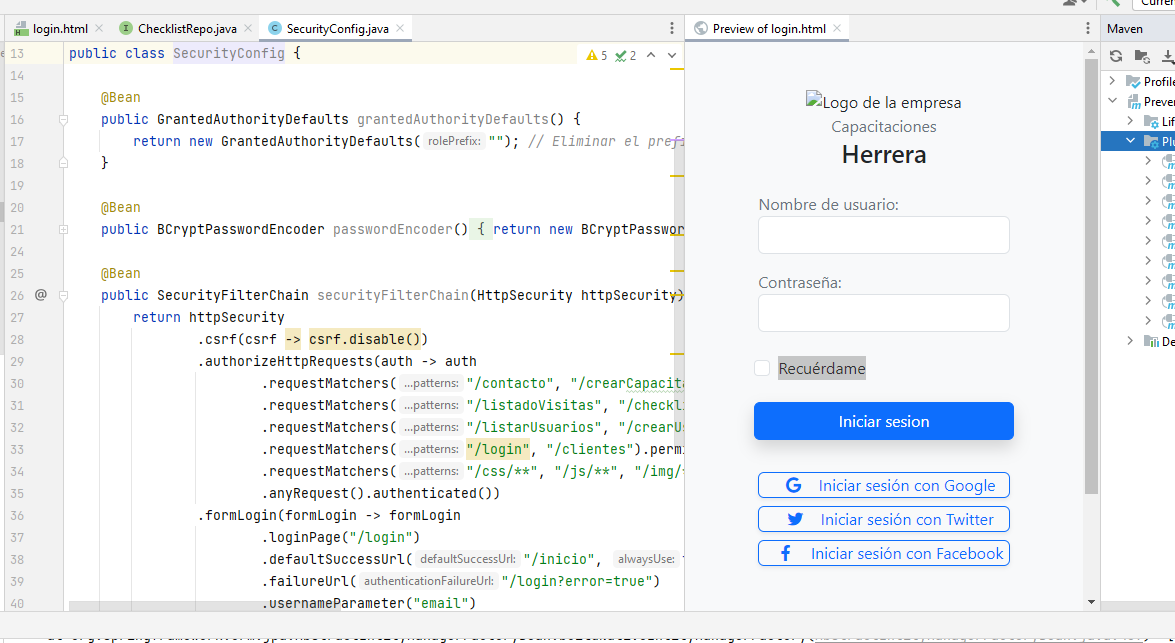 login.html
ChecklistRepo.java
SecurityConfig.java
Preview of login.html
Maven
13 public class SecurityConfig {
5 2
14
15 @Bean
16 public GrantedAuthorityDefaults grantedAuthorityDefaults() {
17 return new GrantedAuthorityDefaults( rolePrefix: ""); // Eliminar el prefi
18 }
19
20 @Bean
21 public BCryptPasswordEncoder passwordEncoder() { return new BCryptPasswor
24
25 @Bean
26 @ public SecurityFilterChain securityFilterChain(HttpSecurity httpSecurity)
27 return httpSecurity
28 .csrf(csrf -> csrf.disable())
29 .authorizeHttpRequests(auth -> auth
30 .requestMatchers( ...patterns: "/contacto", "/crearCapacita
31 .requestMatchers( ...patterns: "/listadoVisitas", "/checkl
32 .requestMatchers( ...patterns: "/listarUsuarios", "/crearUs
33 .requestMatchers( ...patterns: "/login", "/clientes").permi
34 .requestMatchers( ...patterns: "/css/**", "/js/**", "/img/
35 .anyRequest().authenticated())
36 .formLogin(formLogin -> formLogin
37 .loginPage("/login")
38 .defaultSuccessUrl( defaultSuccessUrl: "/inicio", alwaysUse:
39 .failureUrl( authenticationFailureUrl: "/login?error=true")
40 .usernameParameter("email")
Logo de la empresa
Capacitaciones
Herrera
Nombre de usuario:
Contraseña:
Recuérdame
Iniciar sesion
Iniciar sesión con Google
Iniciar sesión con Twitter
Iniciar sesión con Facebook
Profile
Preven
Lif
Plu
De